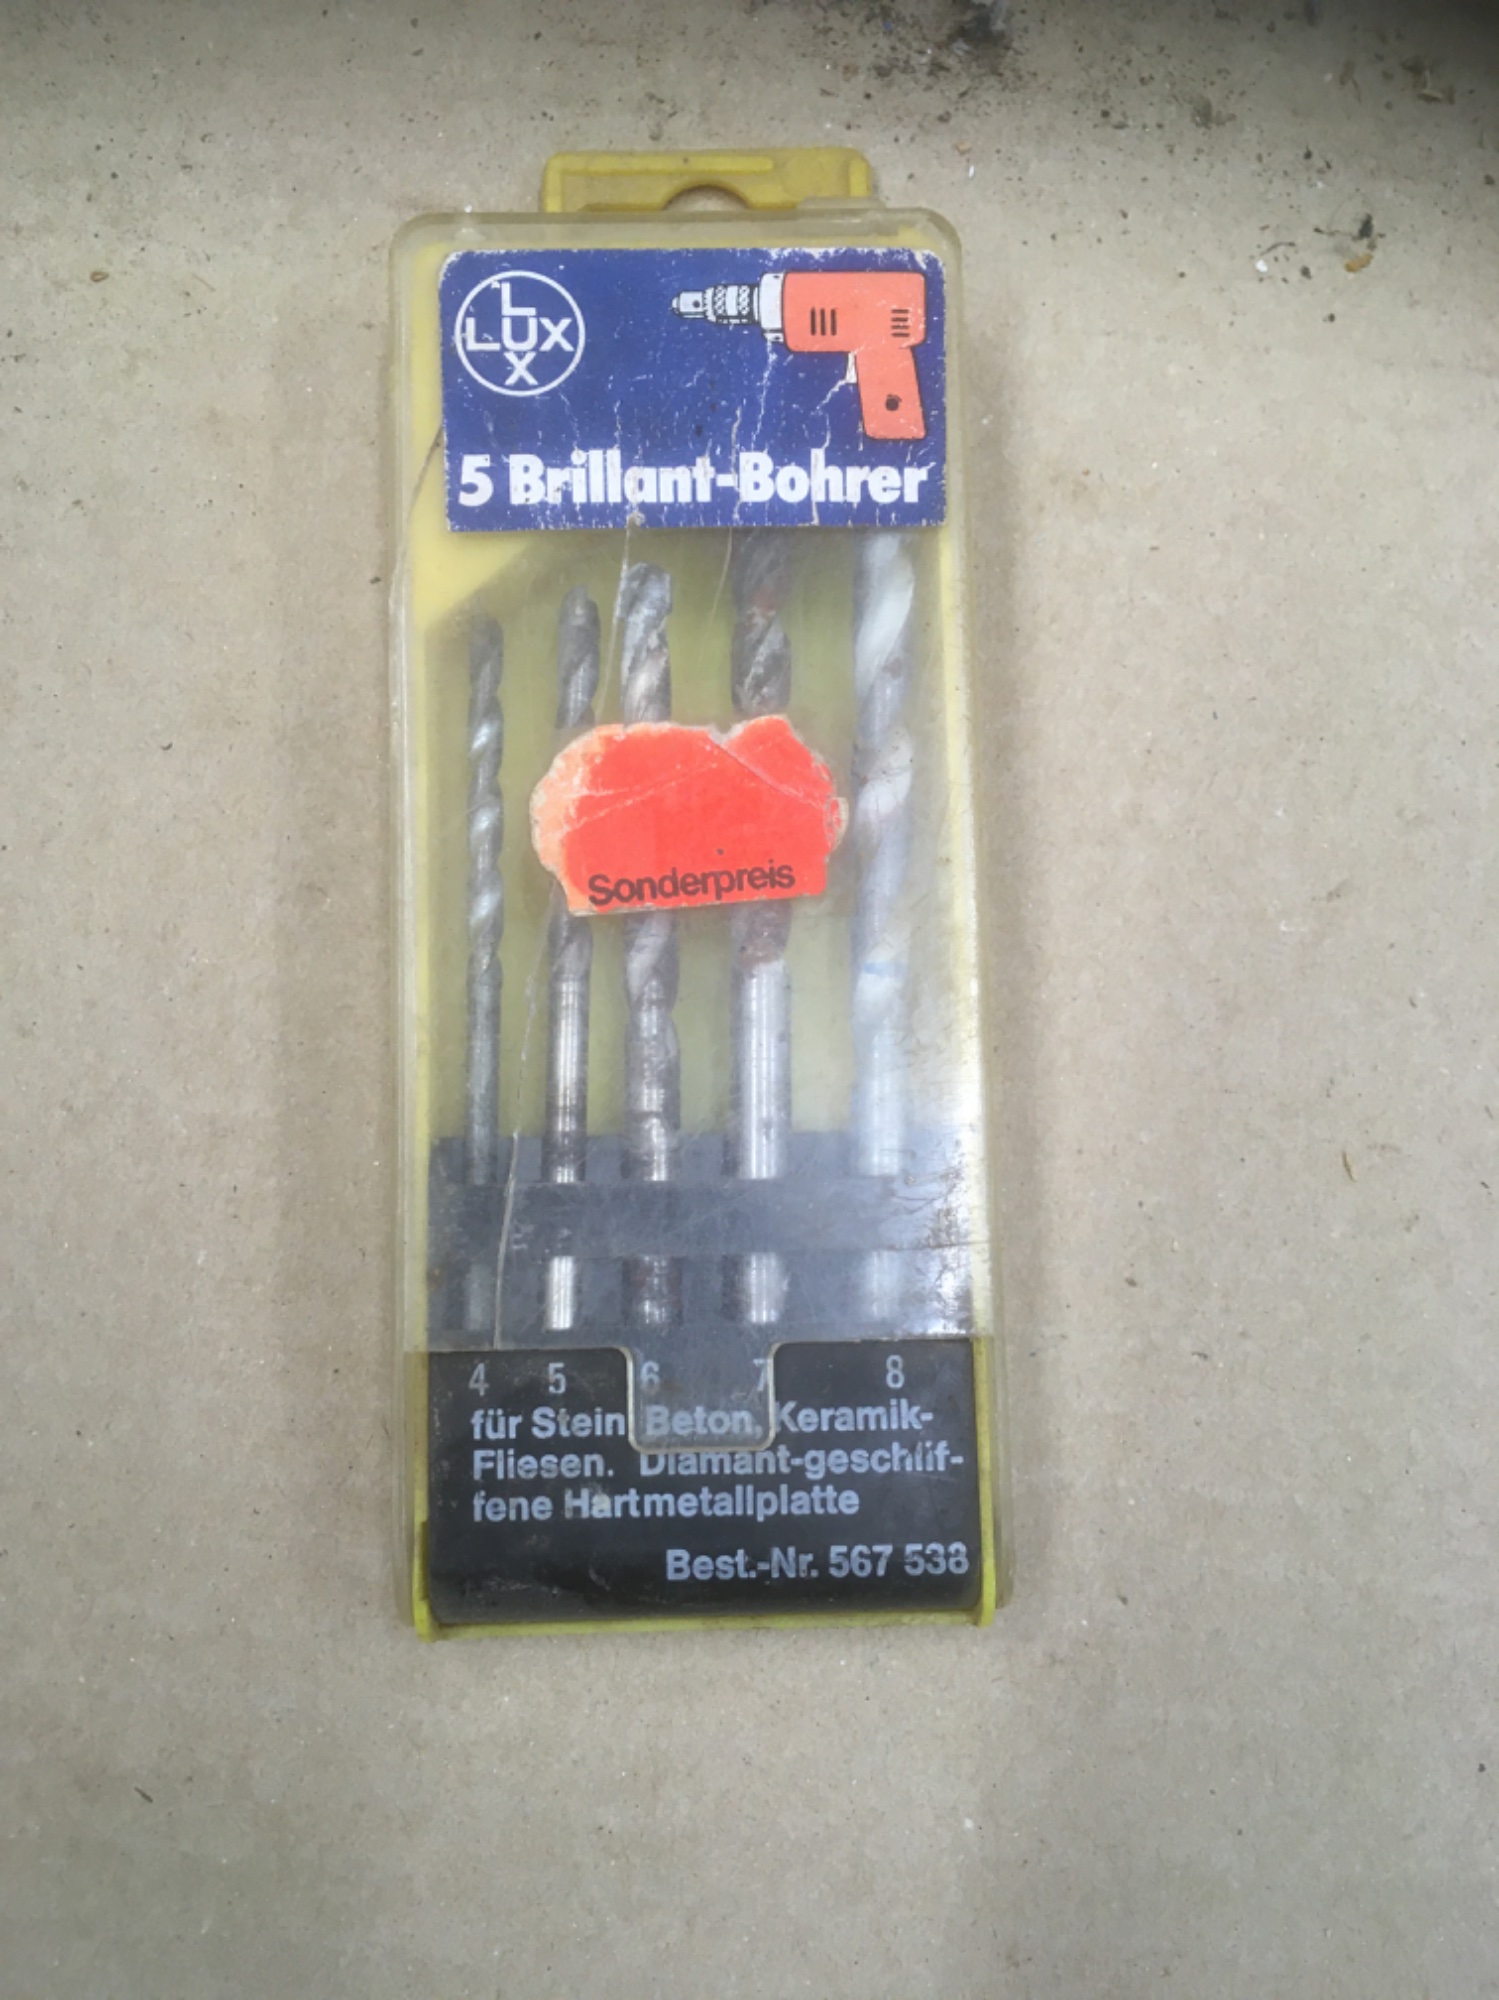 LUX
LUX
5 Brillant-Bohrer
Sonderpreis
4 5 6 7 8
für Stein, Beton, Keramik-
Fliesen. Diamant-geschlif-
fene Hartmetallplatte
Best.-Nr. 567 538